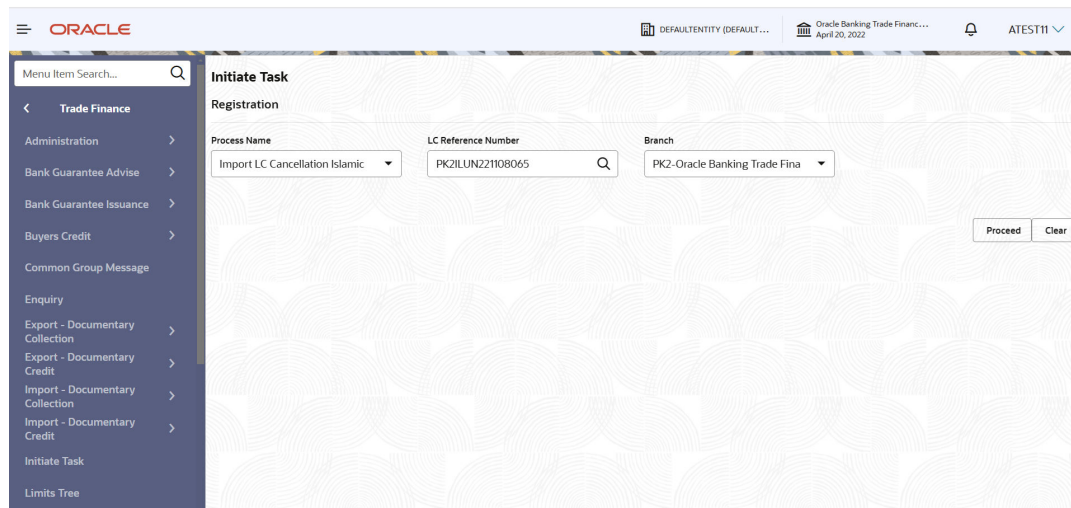 ORACLE
DEFAULTENTITY (DEFAULT...
Oracle Banking Trade Financ...
April 20, 2022
ATEST11
Menu Item Search...
Trade Finance
Administration
Bank Guarantee Advise
Bank Guarantee Issuance
Buyers Credit
Common Group Message
Enquiry
Export - Documentary
Collection
Export - Documentary
Credit
Import - Documentary
Collection
Import - Documentary
Credit
Initiate Task
Limits Tree
Initiate Task
Registration
Process Name
LC Reference Number
Branch
Import LC Cancellation Islamic
PK2ILUN221108065
PK2-Oracle Banking Trade Fina
Proceed
Clear